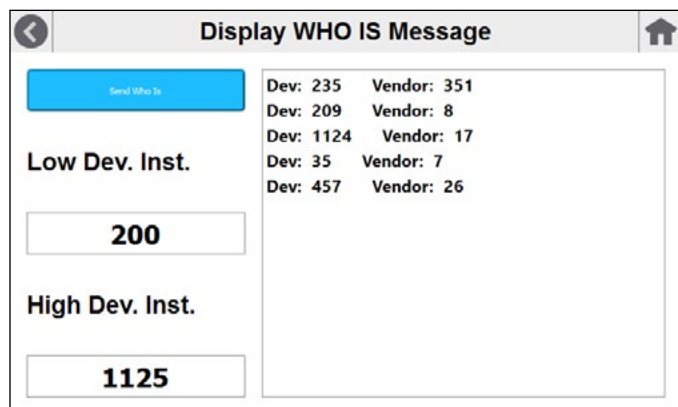 Display WHO IS Message
Send Who Is
Low Dev. Inst.
200
High Dev. Inst.
1125
Dev: 235 Vendor: 351
Dev: 209 Vendor: 8
Dev: 1124 Vendor: 17
Dev: 35 Vendor: 7
Dev: 457 Vendor: 26